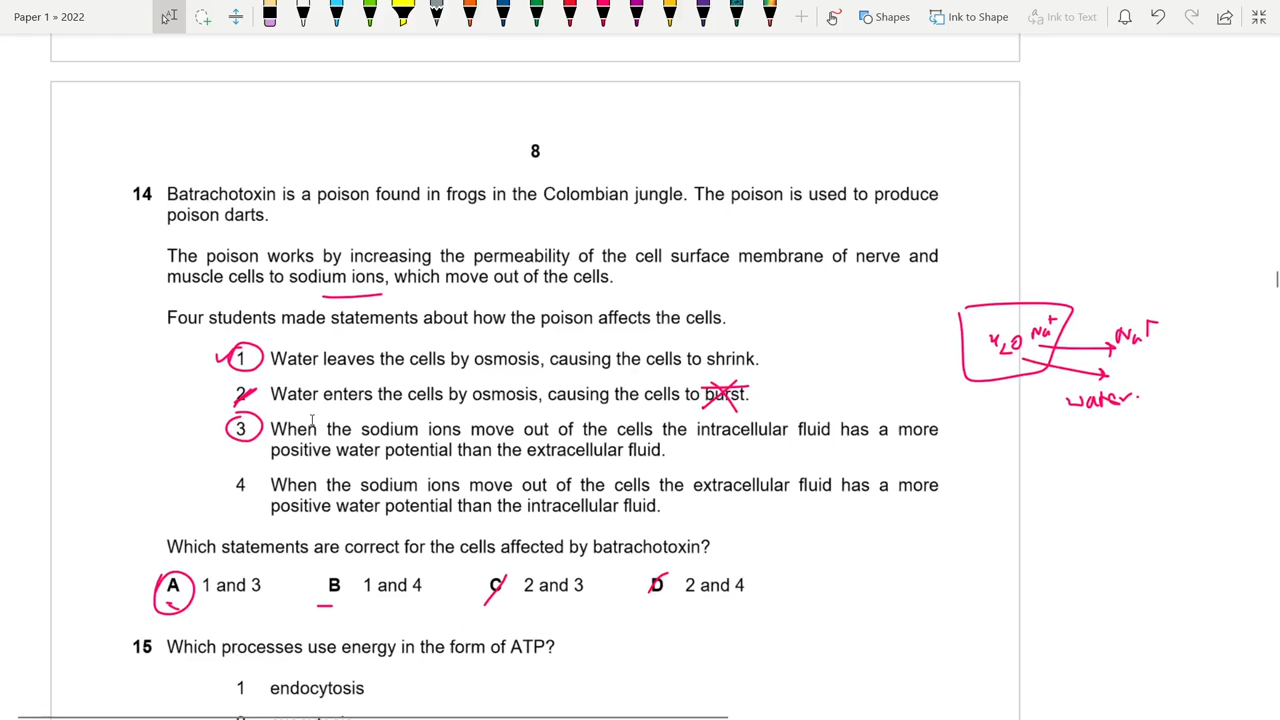 Paper 1 » 2022
Shapes
Ink to Shape
Ink to Text
8
14 Batrachotoxin is a poison found in frogs in the Colombian jungle. The poison is used to produce
poison darts.
The poison works by increasing the permeability of the cell surface membrane of nerve and
muscle cells to sodium ions, which move out of the cells.
Four students made statements about how the poison affects the cells.
1 Water leaves the cells by osmosis, causing the cells to shrink.
2 Water enters the cells by osmosis, causing the cells to burst.
3 When the sodium ions move out of the cells the intracellular fluid has a more
positive water potential than the extracellular fluid.
4 When the sodium ions move out of the cells the extracellular fluid has a more
positive water potential than the intracellular fluid.
H₂O Na⁺
Na⁺
water.
Which statements are correct for the cells affected by batrachotoxin?
A 1 and 3 B 1 and 4 C 2 and 3 D 2 and 4
15 Which processes use energy in the form of ATP?
1 endocytosis